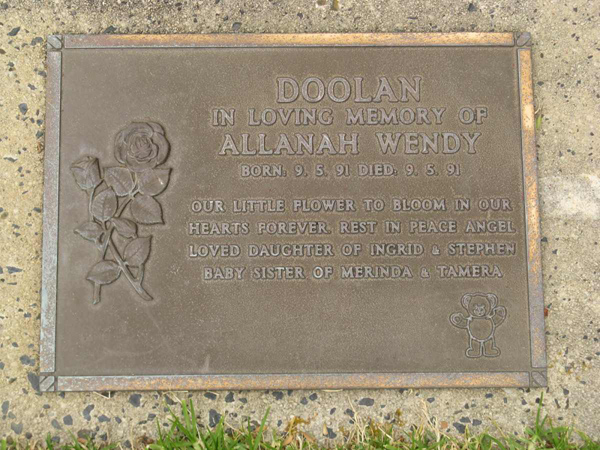 DOOLAN
IN LOVING MEMORY OF
ALLANAH WENDY
BORN: 9. 5. 91 DIED: 9. 5. 91
OUR LITTLE FLOWER TO BLOOM IN OUR
HEARTS FOREVER. REST IN PEACE ANGEL
LOVED DAUGHTER OF INGRID & STEPHEN
BABY SISTER OF MERINDA & TAMERA